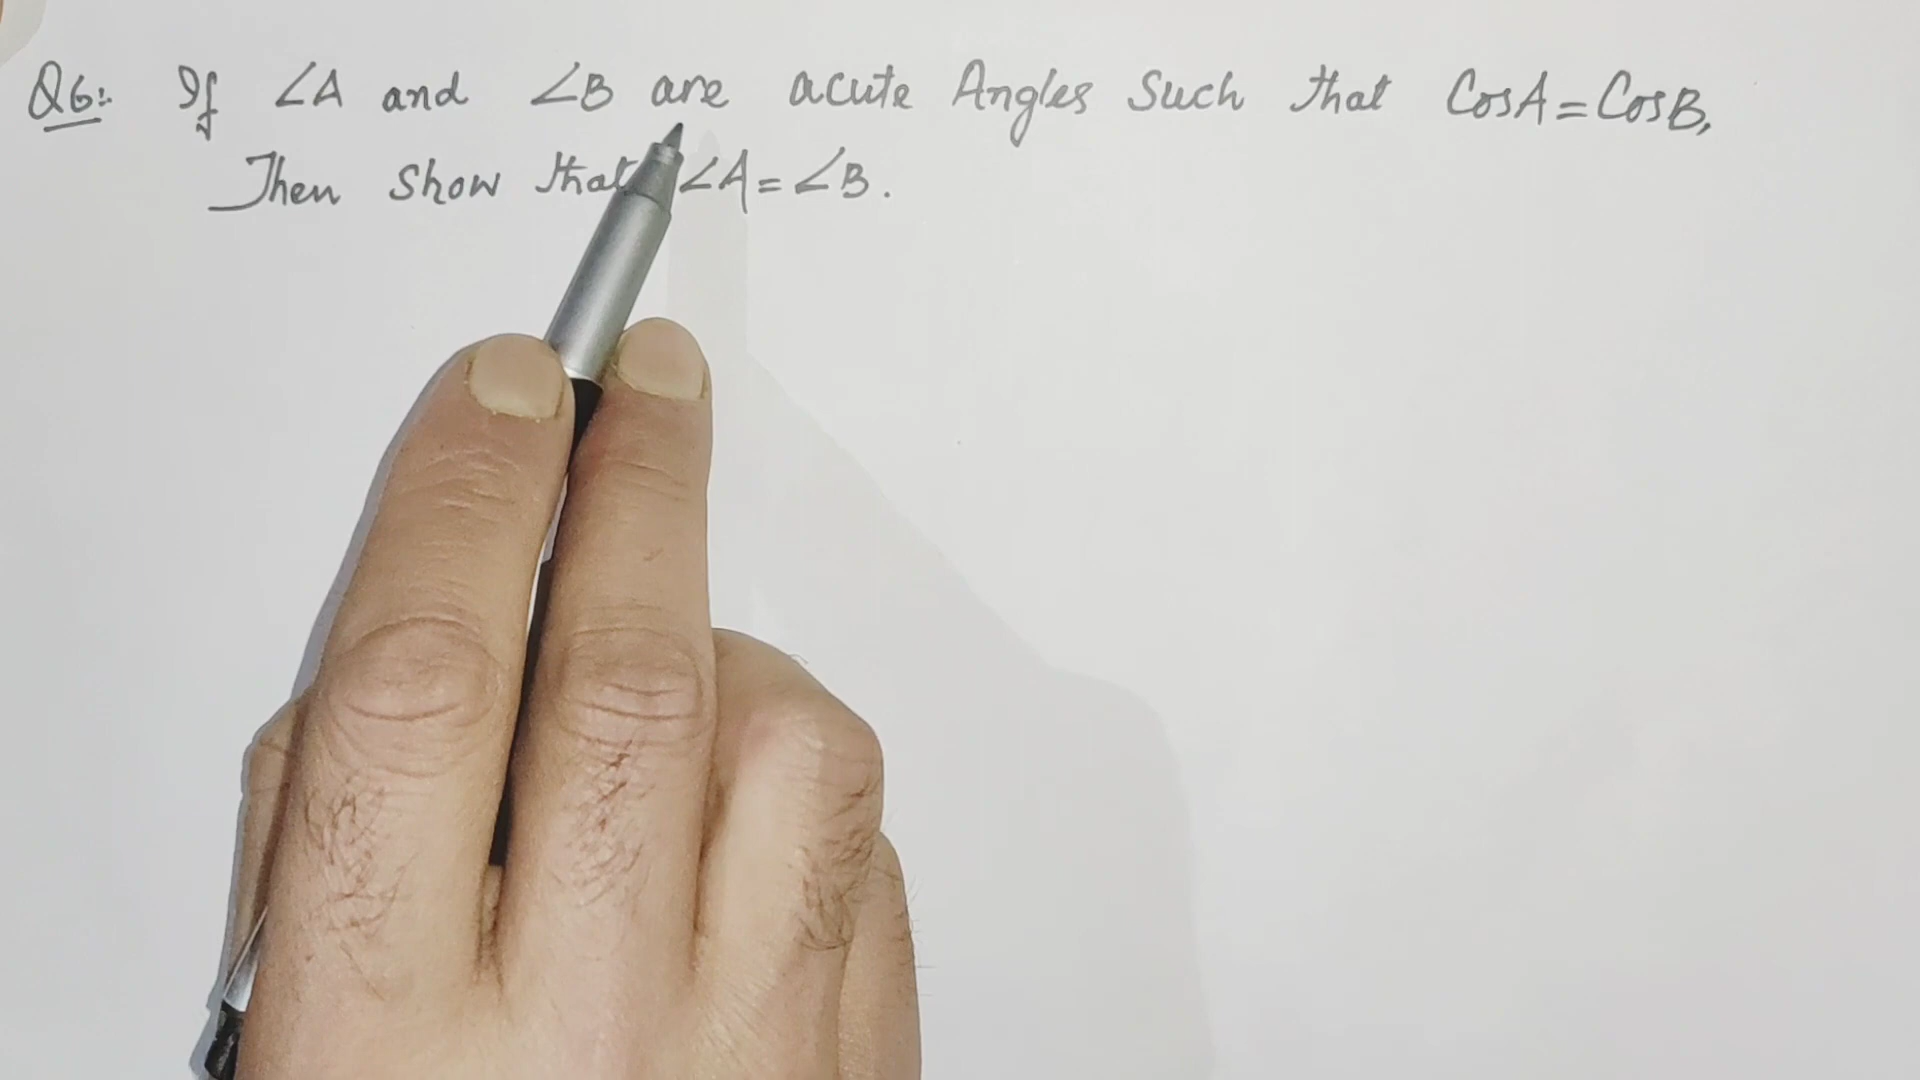 Q6:. If ∠A and ∠B are acute Angles Such that CosA = CosB,
Then show that ∠A = ∠B.